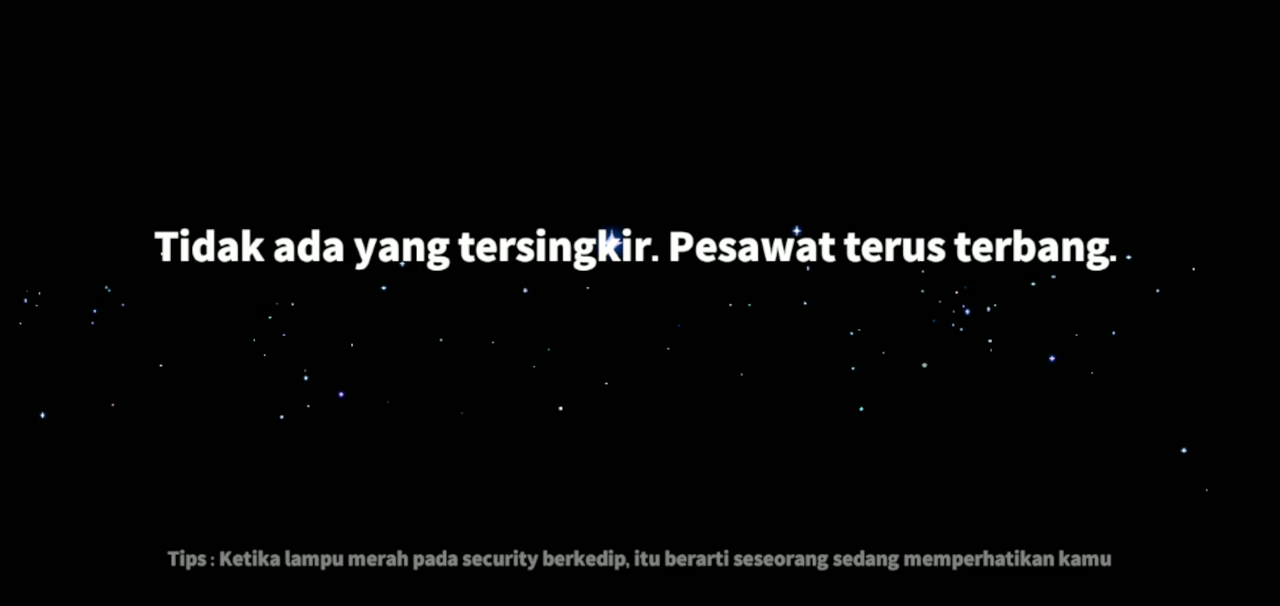 Tidak ada yang tersingkir. Pesawat terus terbang.
Tips : Ketika lampu merah pada security berkedip, itu berarti seseorang sedang memperhatikan kamu